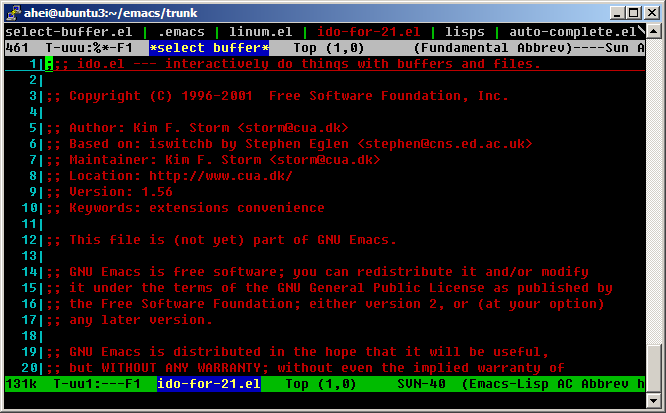 ahei@ubuntu3:~/emacs/trunk
select-buffer.el | .emacs | linum.el | ido-for-21.el | lisps | auto-complete.el\
461 T-uuu:%*-F1 *select buffer* Top (1,0) (Fundamental Abbrev)----Sun A
1|;;; ido.el --- interactively do things with buffers and files.
2|
3|;; Copyright (C) 1996-2001  Free Software Foundation, Inc.
4|
5|;; Author: Kim F. Storm <storm@cua.dk>
6|;; Based on: iswitchb by Stephen Eglen <stephen@cns.ed.ac.uk>
7|;; Maintainer: Kim F. Storm <storm@cua.dk>
8|;; Location: http://www.cua.dk/
9|;; Version: 1.56
10|;; Keywords: extensions convenience
11|
12|;; This file is (not yet) part of GNU Emacs.
13|
14|;; GNU Emacs is free software; you can redistribute it and/or modify
15|;; it under the terms of the GNU General Public License as published by
16|;; the Free Software Foundation; either version 2, or (at your option)
17|;; any later version.
18|
19|;; GNU Emacs is distributed in the hope that it will be useful,
20|;; but WITHOUT ANY WARRANTY; without even the implied warranty of
131k T-uu1:---F1 ido-for-21.el Top (1,0) SVN-40 (Emacs-Lisp AC Abbrev h